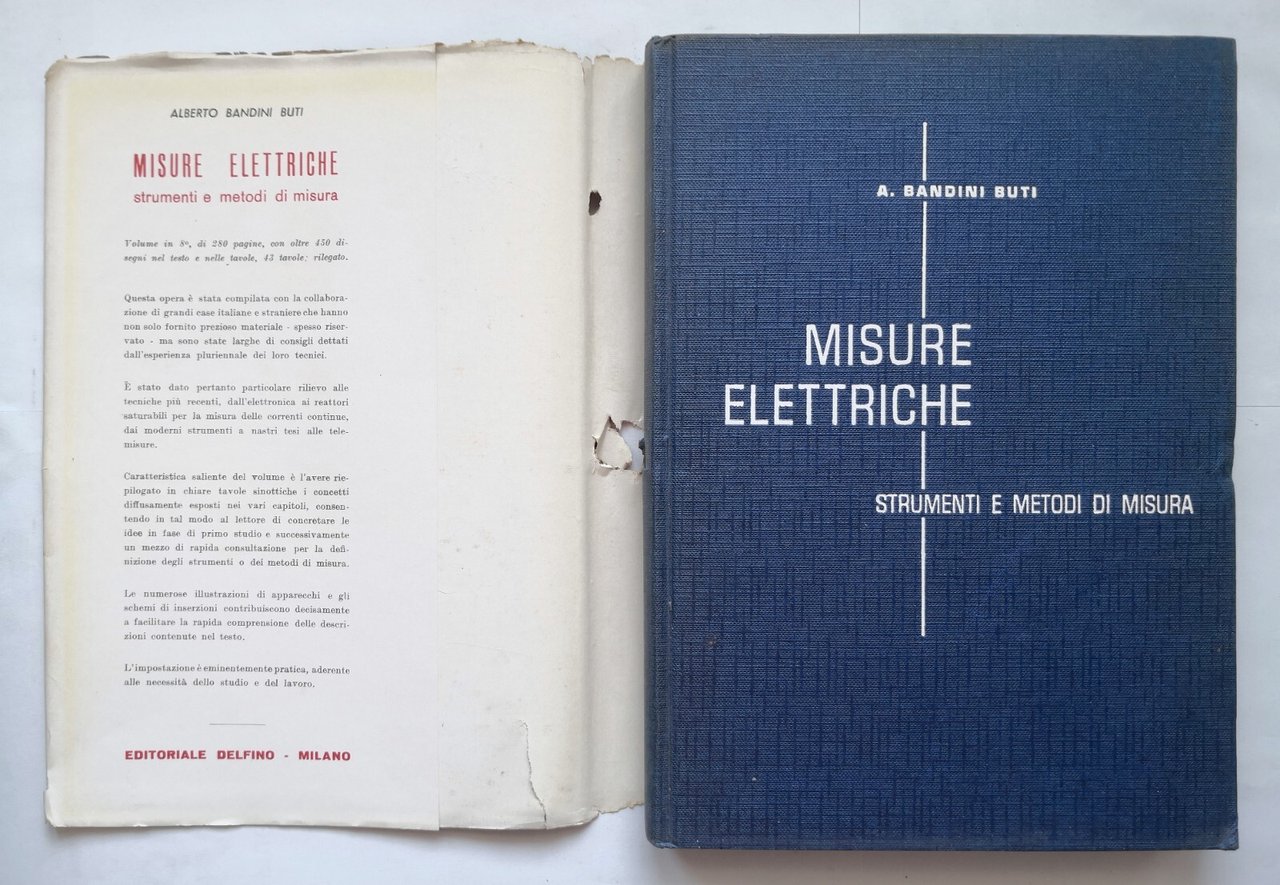 ALBERTO BANDINI BUTI
MISURE ELETTRICHE
strumenti e metodi di misura
Volume in 8º, di 280 pagine, con oltre 450 di-
segni nel testo e nelle tavole, 43 tavole; rilegato.
Questa opera è stata compilata con la collabora-
zione di grandi case italiane e straniere che hanno
non solo fornito prezioso materiale - spesso riser-
vato - ma sono state larghe di consigli dettati
dall'esperienza pluriennale dei loro tecnici.
È stato dato pertanto particolare rilievo alle
tecniche più recenti, dall'elettronica ai reattori
saturabili per la misura delle correnti continue,
dai moderni strumenti a nastri tesi alle tele-
misure.
Caratteristica saliente del volume è l'avere rie-
pilogato in chiare tavole sinottiche i concetti
diffusamente esposti nei vari capitoli, consen-
tendo in tal modo al lettore di concretare le
idee in fase di primo studio e successivamente
un mezzo di rapida consultazione per la defi-
nizione degli strumenti o dei metodi di misura.
Le numerose illustrazioni di apparecchi e gli
schemi di inserzioni contribuiscono decisamente
a facilitare la rapida comprensione delle descri-
zioni contenute nel testo.
L'impostazione è eminentemente pratica, aderente
alle necessità dello studio e del lavoro.
EDITORIALE DELFINO - MILANO
A. BANDINI BUTI
MISURE
ELETTRICHE
STRUMENTI E METODI DI MISURA